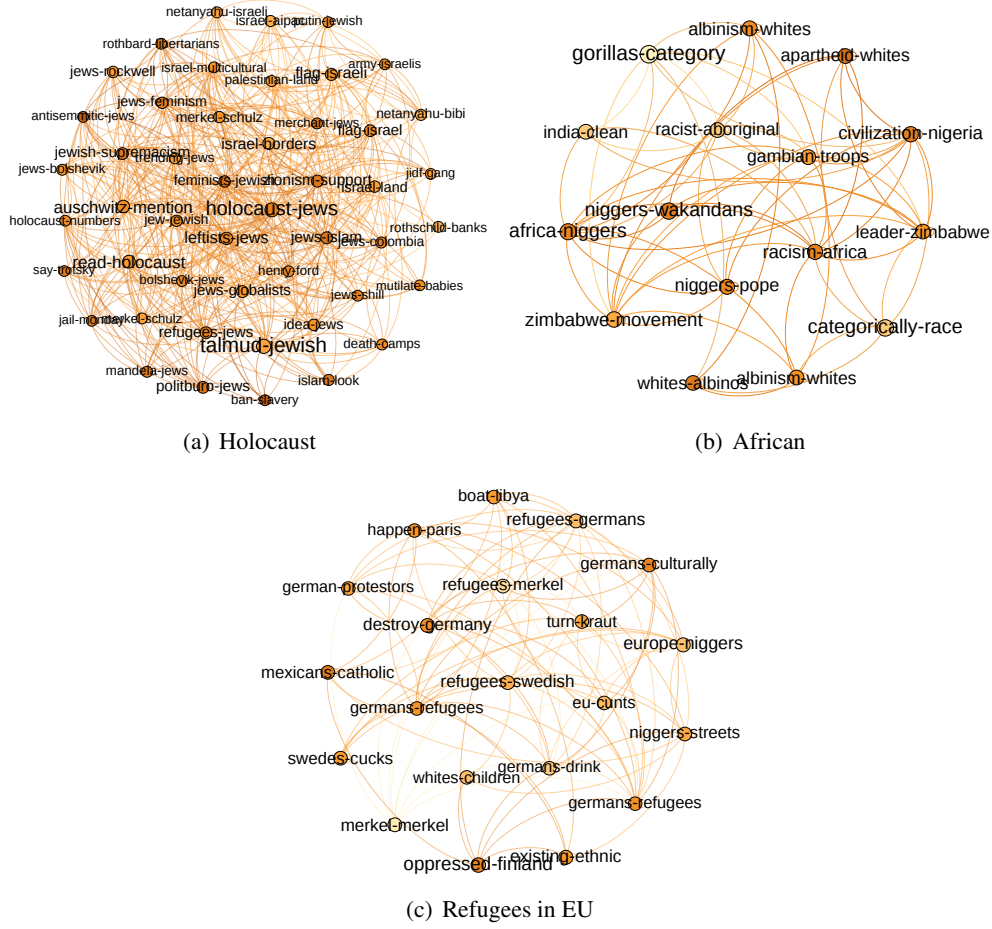 netanyahu-israeli
israel-aipac
putin-jewish
rothbard-libertarians
jews-rockwell
israel-multicultural
palestinian-land
flag-israeli
army-israelis
jews-feminism
antisemmitic-jews
merkel-schulz
merchant-jews
netanyahu-bibi
flag-israel
israel-borders
jewish-supremacism
trending-jews
jews-bolshevik
feminists-jewish
zionism-support
israel-land
jidf-gang
auschwitz-mention
holocaust-jews
holocaust-numbers
jew-jewish
rothschild-banks
leftists-jews
jews-islam
jews-colombia
read-holocaust
say-trotsky
bolshevik-jews
henry-ford
jews-globalists
jews-shill
mutilate-babies
jail-monday
merkel-schulz
refugees-jews
idea-jews
talmud-jewish
death-camps
mandela-jews
politburo-jews
islam-look
ban-slavery
(a) Holocaust
albinism-whites
gorillas-category
apartheid-whites
india-clean
racist-aboriginal
civilization-nigeria
gambian-troops
niggers-wakandans
africa-niggers
leader-zimbabwe
racism-africa
niggers-pope
zimbabwe-movement
categorically-race
whites-albinos
albinism-whites
(b) African
boat-libya
refugees-germans
happen-paris
germans-culturally
german-protestors
refugees-merkel
destroy-germany
turn-kraut
europe-niggers
mexicans-catholic
refugees-swedish
germans-refugees
eu-cunts
niggers-streets
swedes-cucks
germans-drink
whites-children
germans-refugees
merkel-merkel
oppressed-finland
existing-ethnic
(c) Refugees in EU